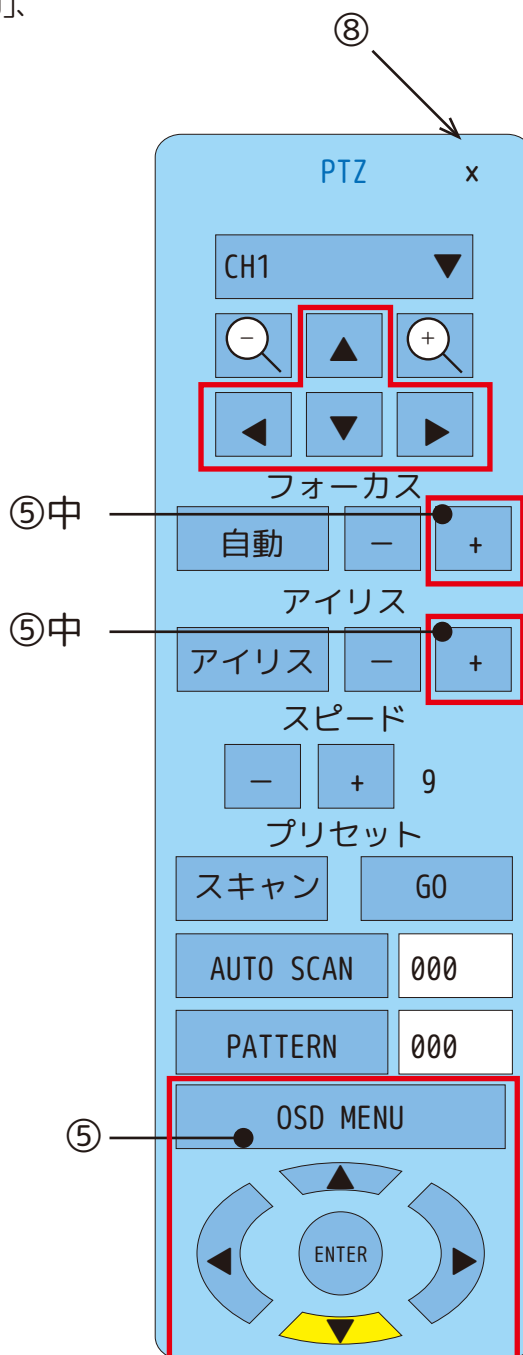 」、
⑧
PTZ x
CH1 ▼
− +
▲
◀ ▼ ▶
フォーカス
⑤中
自動 − +
アイリス
⑤中
アイリス − +
スピード
− + 9
プリセット
スキャン GO
AUTO SCAN 000
PATTERN 000
OSD MENU
⑤
▲
◀ ENTER ▶
▼